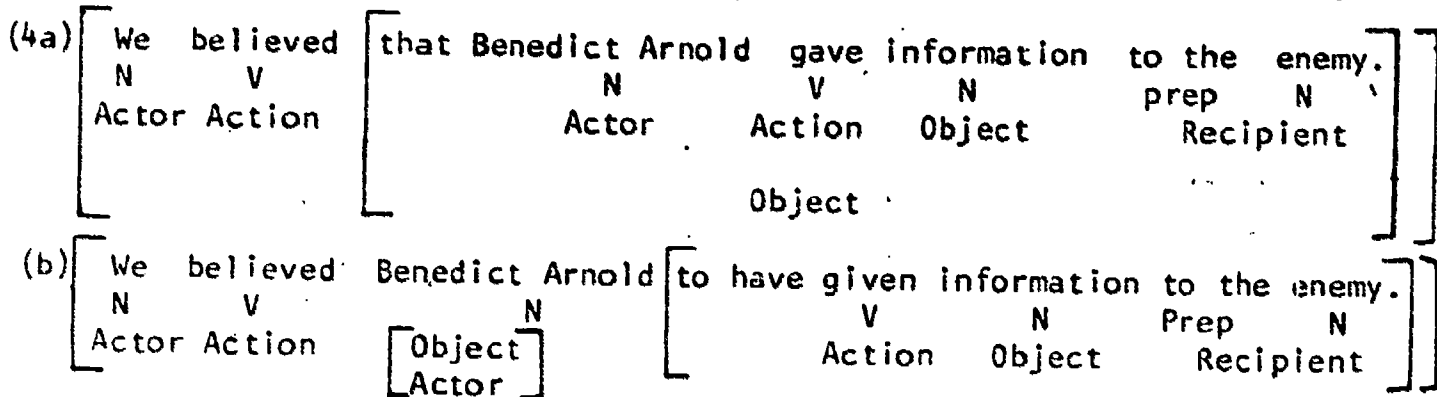 (4a) We believed that Benedict Arnold gave information to the enemy.
N V N V N prep N
Actor Action Actor Action Object Recipient
Object
(b) We believed Benedict Arnold to have given information to the enemy.
N V N V N Prep N
Actor Action Object Action Object Recipient
Actor